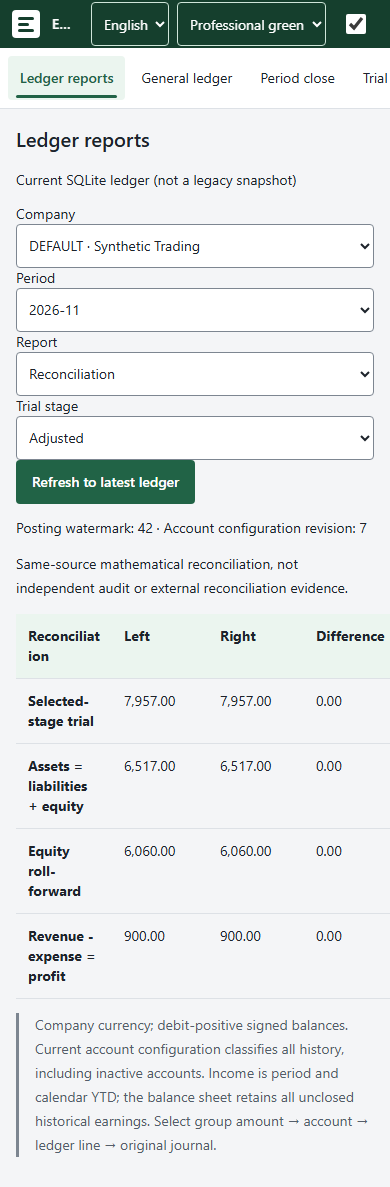 E...
English
Professional green
Ledger reports
General ledger
Period close
Trial
Ledger reports
Current SQLite ledger (not a legacy snapshot)
Company
DEFAULT · Synthetic Trading
Period
2026-11
Report
Reconciliation
Trial stage
Adjusted
Refresh to latest ledger
Posting watermark: 42 · Account configuration revision: 7
Same-source mathematical reconciliation, not
independent audit or external reconciliation evidence.
Reconciliat
ion
Left
Right
Difference
Selected-
stage trial
7,957.00
7,957.00
0.00
Assets =
liabilities
+ equity
6,517.00
6,517.00
0.00
Equity
roll-
forward
6,060.00
6,060.00
0.00
Revenue -
expense =
profit
900.00
900.00
0.00
Company currency; debit-positive signed balances.
Current account configuration classifies all history,
including inactive accounts. Income is period and
calendar YTD; the balance sheet retains all unclosed
historical earnings. Select group amount → account →
ledger line → original journal.